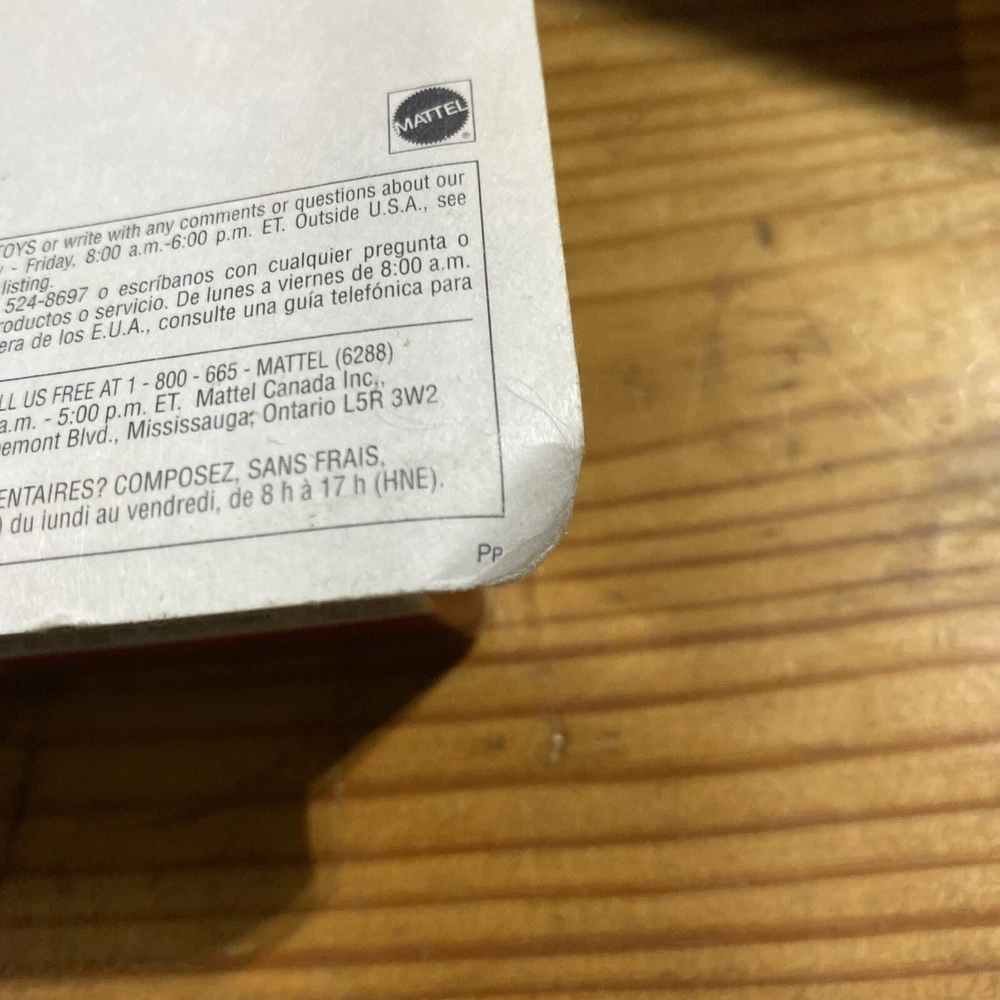 MATTEL
TOYS or write with any comments or questions about our
- Friday, 8:00 a.m.-6:00 p.m. ET. Outside U.S.A., see
listing.
524-8697 o escríbanos con cualquier pregunta o
roductos o servicio. De lunes a viernes de 8:00 a.m.
era de los E.U.A., consulte una guía telefónica para
LL US FREE AT 1 - 800 - 665 - MATTEL (6288)
a.m. - 5:00 p.m. ET. Mattel Canada Inc.,
emont Blvd., Mississauga, Ontario L5R 3W2
ENTAIRES? COMPOSEZ, SANS FRAIS,
) du lundi au vendredi, de 8 h à 17 h (HNE).
PP